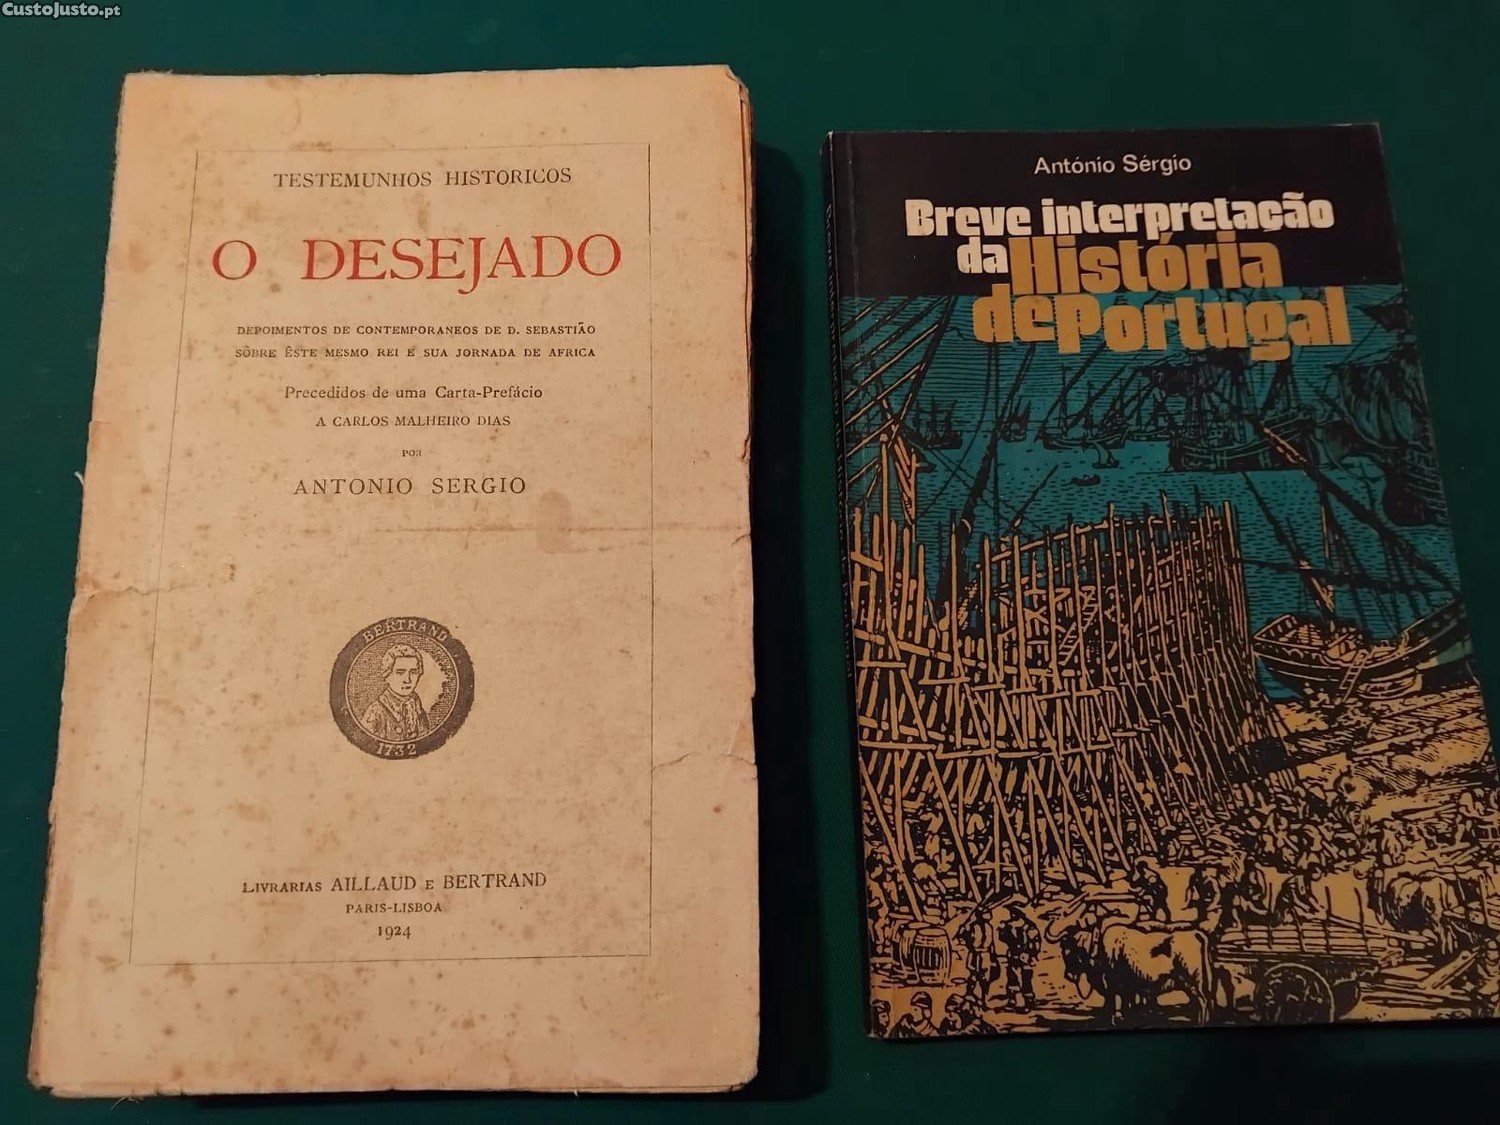 CustoJusto.pt
TESTEMUNHOS HISTORICOS
O DESEJADO
DEPOIMENTOS DE CONTEMPORANEOS DE D. SEBASTIÃO
SÔBRE ÊSTE MESMO REI E SUA JORNADA DE AFRICA
Precedidos de uma Carta-Prefácio
A CARLOS MALHEIRO DIAS
POR
ANTONIO SERGIO
BERTRAND
1732
LIVRARIAS AILLAUD E BERTRAND
PARIS-LISBOA
1924
António Sérgio
Breve interpretação
da História
de Portugal